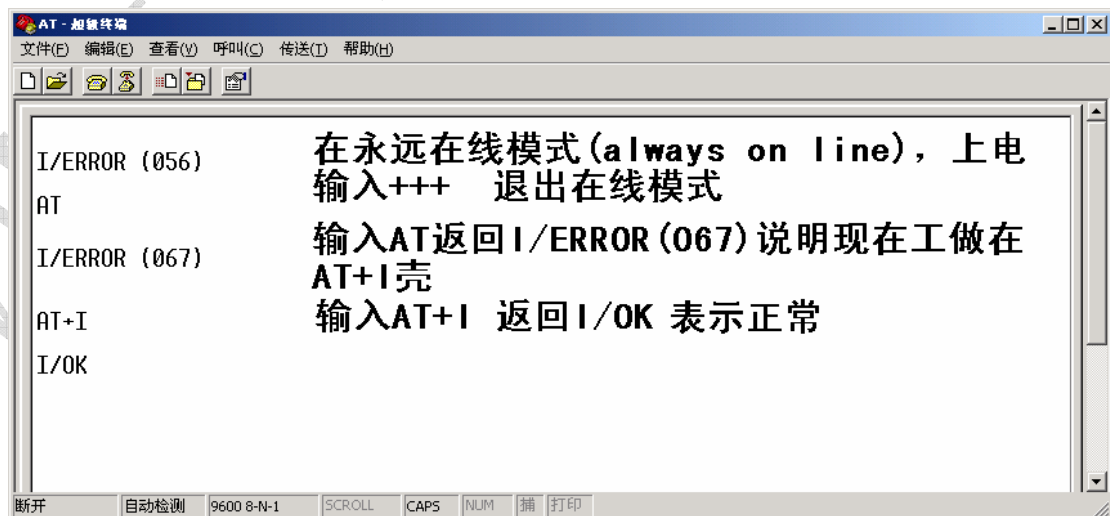 AT - 超级终端
文件(F) 编辑(E) 查看(V) 呼叫(C) 传送(T) 帮助(H)
I/ERROR (056)
在永远在线模式(always on line)，上电
输入+++ 退出在线模式
AT
输入AT返回I/ERROR(067)说明现在工做在
I/ERROR (067)
AT+I壳
AT+I
输入AT+I 返回I/OK 表示正常
I/OK
断开 自动检测 9600 8-N-1 SCROLL CAPS NUM 捕 打印